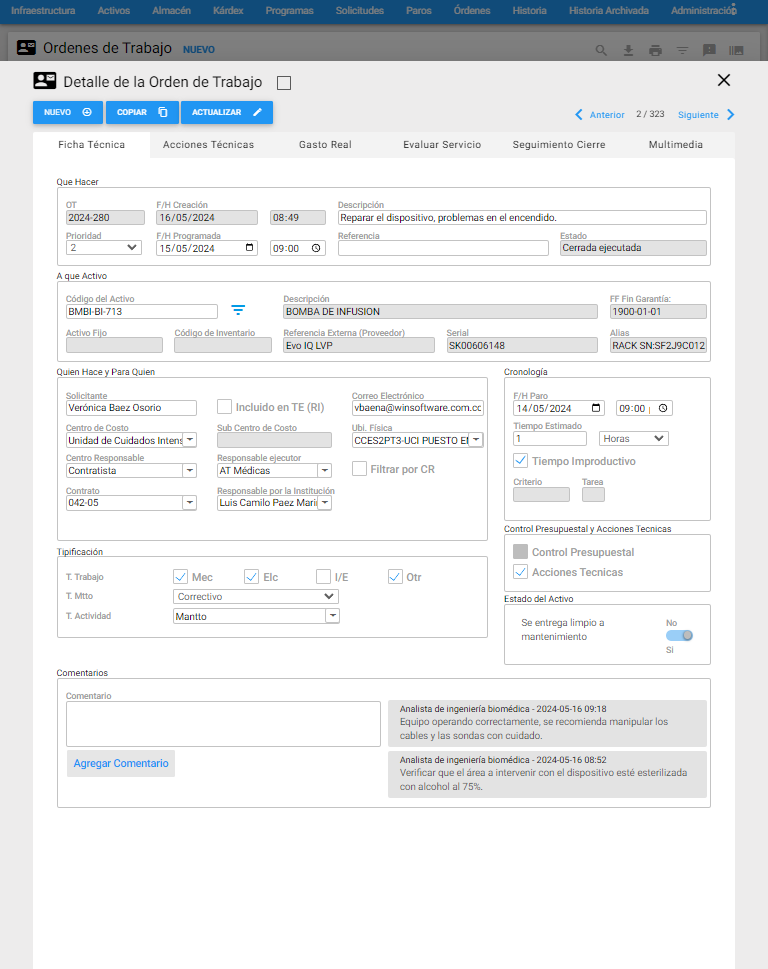 Infraestructura Activos Almacén Kárdex Programas Solicitudes Paros Órdenes Historia Historia Archivada Administración
Ordenes de Trabajo NUEVO
Detalle de la Orden de Trabajo
NUEVO COPIAR ACTUALIZAR
Anterior 2 / 323 Siguiente
Ficha Técnica Acciones Técnicas Gasto Real Evaluar Servicio Seguimiento Cierre Multimedia
Que Hacer
OT F/H Creación Descripción
2024-280 16/05/2024 08:49 Reparar el dispositivo, problemas en el encendido.
Prioridad F/H Programada Referencia Estado
2 15/05/2024 09:00 Cerrada ejecutada
A que Activo
Código del Activo Descripción FF Fin Garantía:
BMBI-BI-713 BOMBA DE INFUSION 1900-01-01
Activo Fijo Código de Inventario Referencia Externa (Proveedor) Serial Alias
Evo IQ LVP SK00606148 RACK SN:SF2J9C012
Quien Hace y Para Quien
Solicitante Correo Electrónico
Verónica Baez Osorio Incluido en TE (RI) vbaena@winsoftware.com.cc
Centro de Costo Sub Centro de Costo Ubi. Física
Unidad de Cuidados Intens CCES2PT3-UCI PUESTO EN
Centro Responsable Responsable ejecutor
Contratista AT Médicas Filtrar por CR
Contrato Responsable por la Institución
042-05 Luis Camilo Paez Marin
Cronología
F/H Paro
14/05/2024 09:00
Tiempo Estimado
1 Horas
Tiempo Improductivo
Criterio Tarea
Control Presupuestal y Acciones Tecnicas
Control Presupuestal
Acciones Tecnicas
Tipificación
T. Trabajo Mec Elc I/E Otr
T. Mtto Correctivo
T. Actividad Mantto
Estado del Activo
Se entrega limpio a mantenimiento
No
Si
Comentarios
Comentario
Agregar Comentario
Analista de ingeniería biomédica - 2024-05-16 09:18
Equipo operando correctamente, se recomienda manipular los
cables y las sondas con cuidado.
Analista de ingeniería biomédica - 2024-05-16 08:52
Verificar que el área a intervenir con el dispositivo esté esterilizada
con alcohol al 75%.